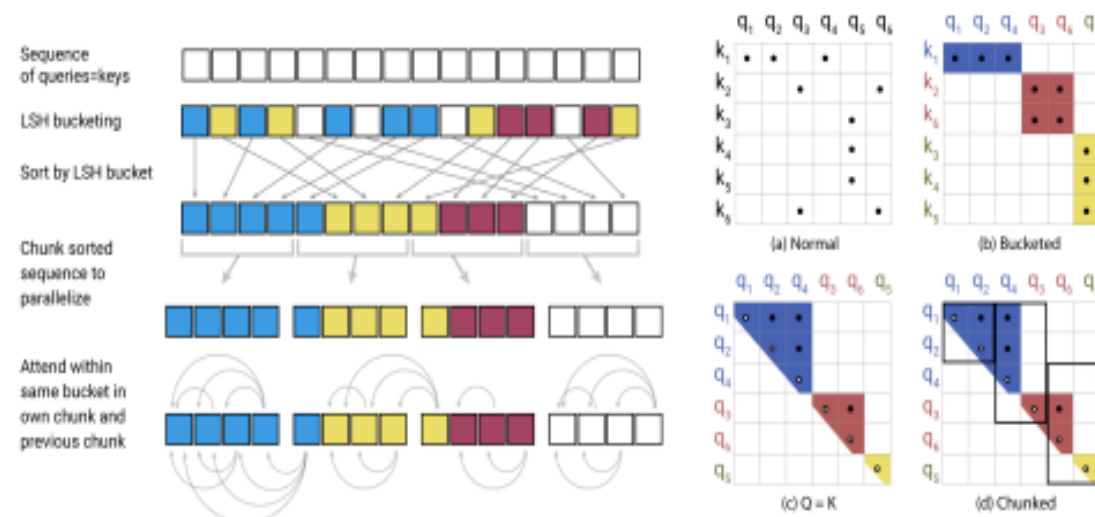 Sequence
of queries=keys
LSH bucketing
Sort by LSH bucket
Chunk sorted
sequence to
parallelize
Attend within
same bucket in
own chunk and
previous chunk
q₁ q₂ q₃ q₄ q₅ q₆
k₁
k₂
k₃
k₄
k₅
k₆
(a) Normal
q₁ q₂ q₄ q₃ q₆ q
k₁
k₂
k₆
k₃
k₄
k₅
(b) Bucketed
q₁ q₂ q₄ q₃ q₆ q₅
q₁
q₂
q₄
q₃
q₆
q₅
(c) Q = K
q₁ q₂ q₄ q₃ q₆ q
q₁
q₂
q₄
q₃
q₆
q₅
(d) Chunked